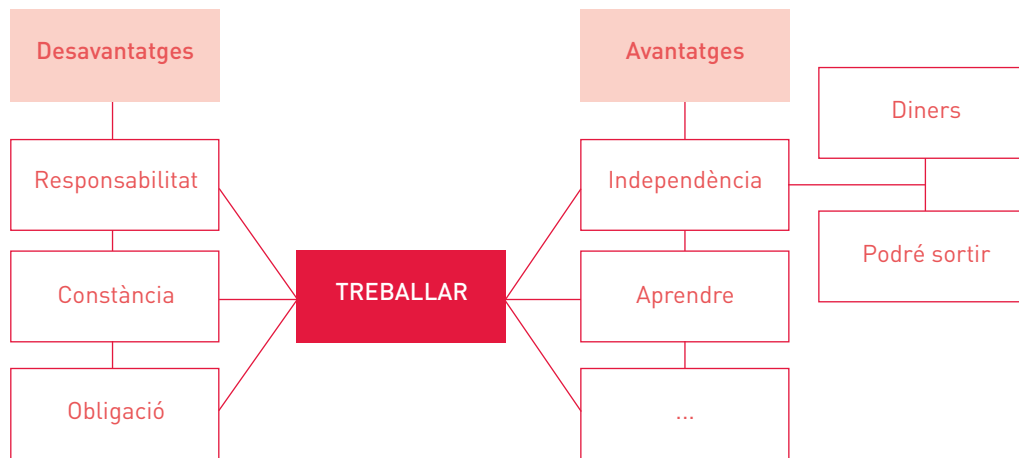 Desavantatges
Avantatges
Diners
Responsabilitat
Independència
Podré sortir
TREBALLAR
Constància
Aprendre
Obligació
...